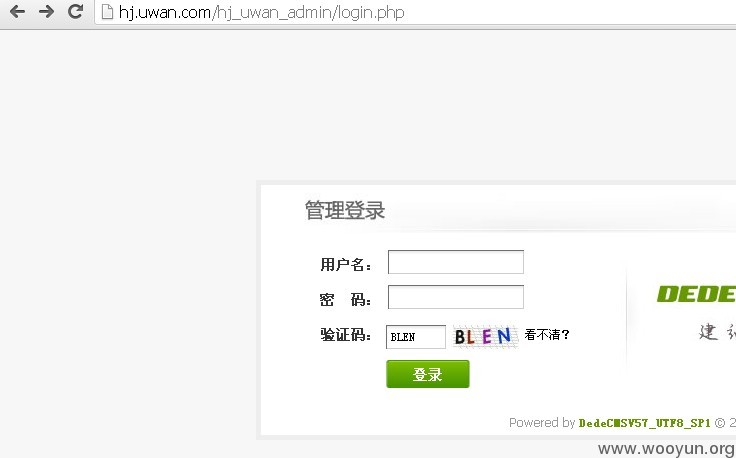 hj.uwan.com/hj_uwan_admin/login.php
管理登录
用户名：
密 码：
验证码： BLEN BLEN 看不清？
登录
DEDE
建
Powered by DedeCMSV57_UTF8_SP1 © 2
www.wooyun.org